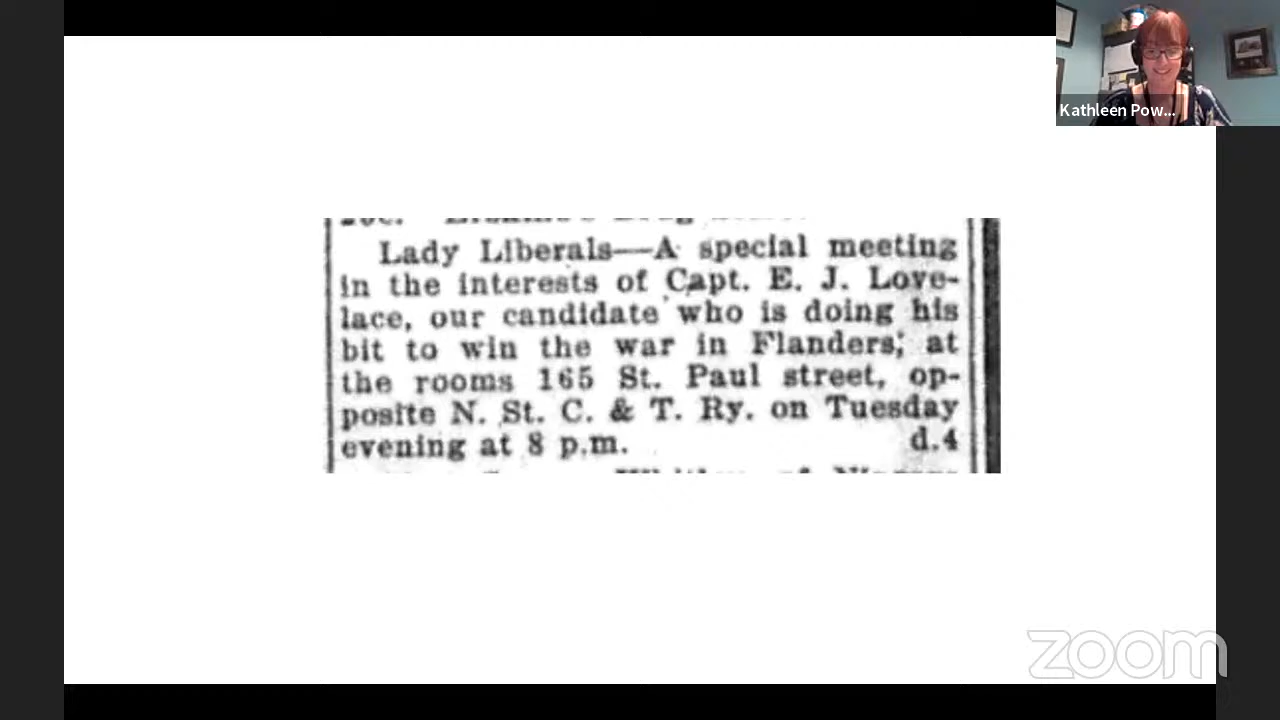 Kathleen Pow...
Lady Liberals—A special meeting
in the interests of Capt. E. J. Love-
lace, our candidate who is doing his
bit to win the war in Flanders; at
the rooms 165 St. Paul street, op-
posite N. St. C. & T. Ry. on Tuesday
evening at 8 p.m. d.4
zoom